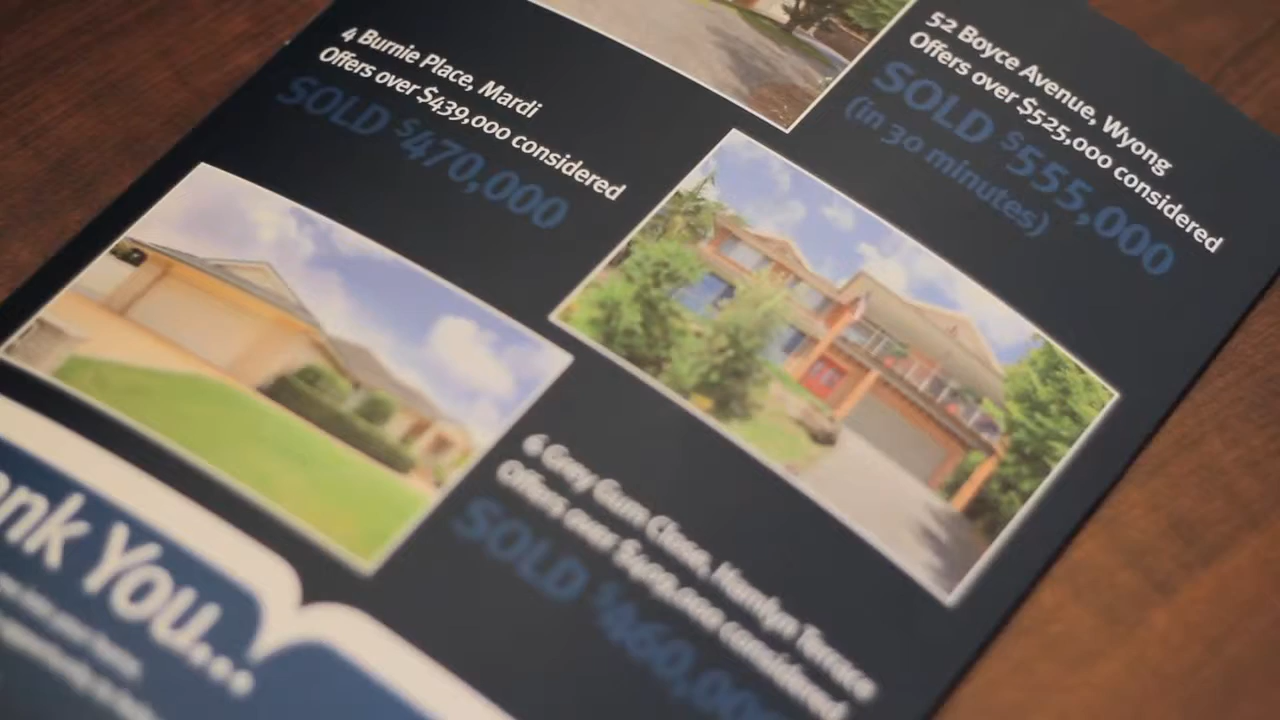 4 Burnie Place, Mardi
Offers over $439,000 considered
SOLD $470,000
52 Boyce Avenue, Wyong
Offers over $525,000 considered
SOLD $555,000
(in 30 minutes)
6 Grey Gum Close, Hamlyn Terrace
Offers over considered
SOLD
You...